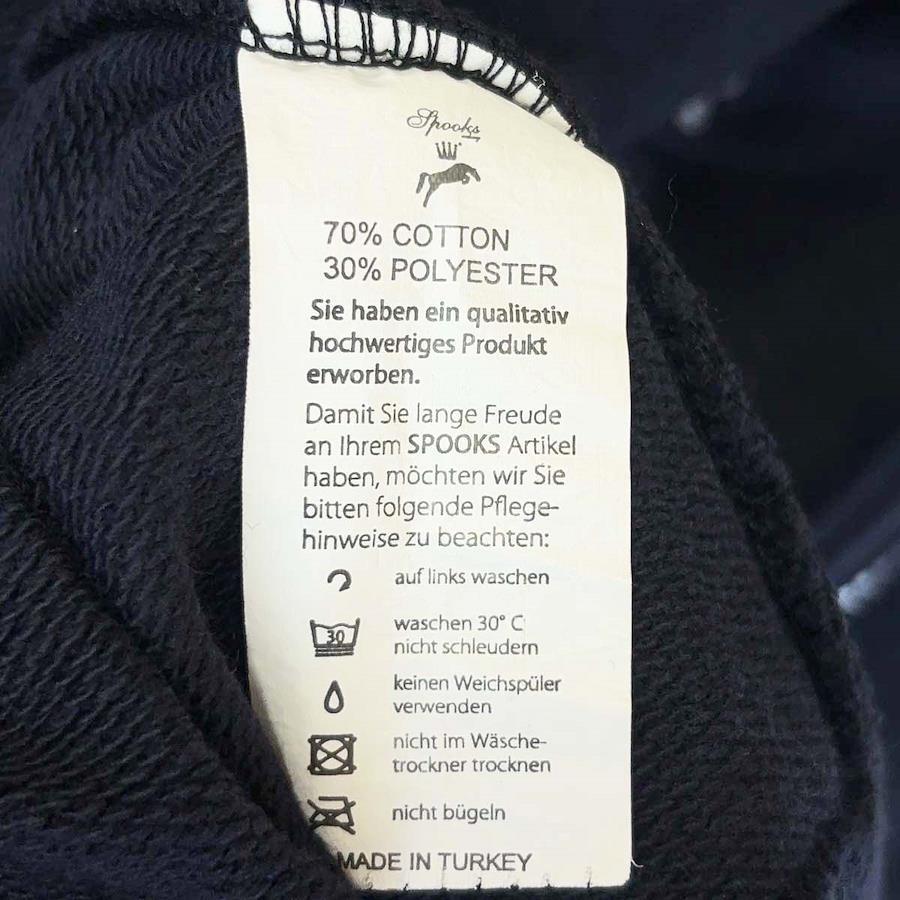 Spooks
70% COTTON
30% POLYESTER
Sie haben ein qualitativ
hochwertiges Produkt
erworben.
Damit Sie lange Freude
an Ihrem SPOOKS Artikel
haben, möchten wir Sie
bitten folgende Pflege-
hinweise zu beachten:
auf links waschen
30
waschen 30° C
nicht schleudern
keinen Weichspüler
verwenden
nicht im Wäsche-
trockner trocknen
nicht bügeln
MADE IN TURKEY